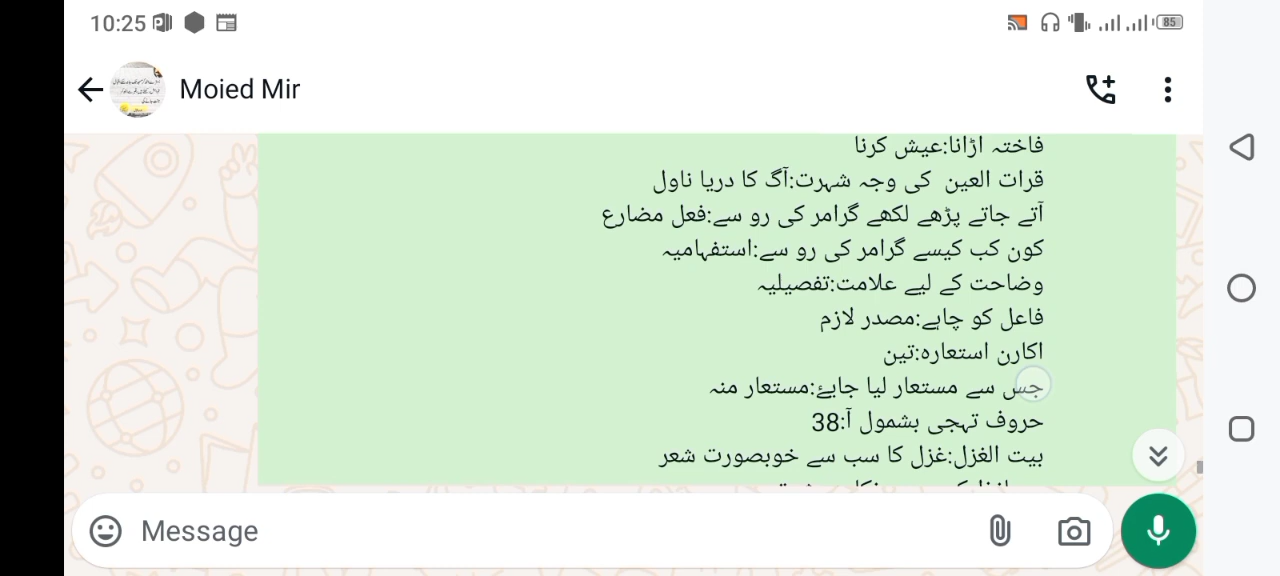 10:25
85
Moied Mir
فاختہ اڑانا:عیش کرنا
قرات العین کی وجہ شہرت:آگ کا دریا ناول
آتے جاتے پڑھے لکھے گرامر کی رو سے:فعل مضارع
کون کب کیسے گرامر کی رو سے:استفہامیہ
وضاحت کے لیے علامت:تفصیلیہ
فاعل کو چاہے:مصدر لازم
اکارن استعارہ:تین
جس سے مستعار لیا جایۓ:مستعار منہ
حروف تہجی بشمول آ:38
بیت الغزل:غزل کا سب سے خوبصورت شعر
Message